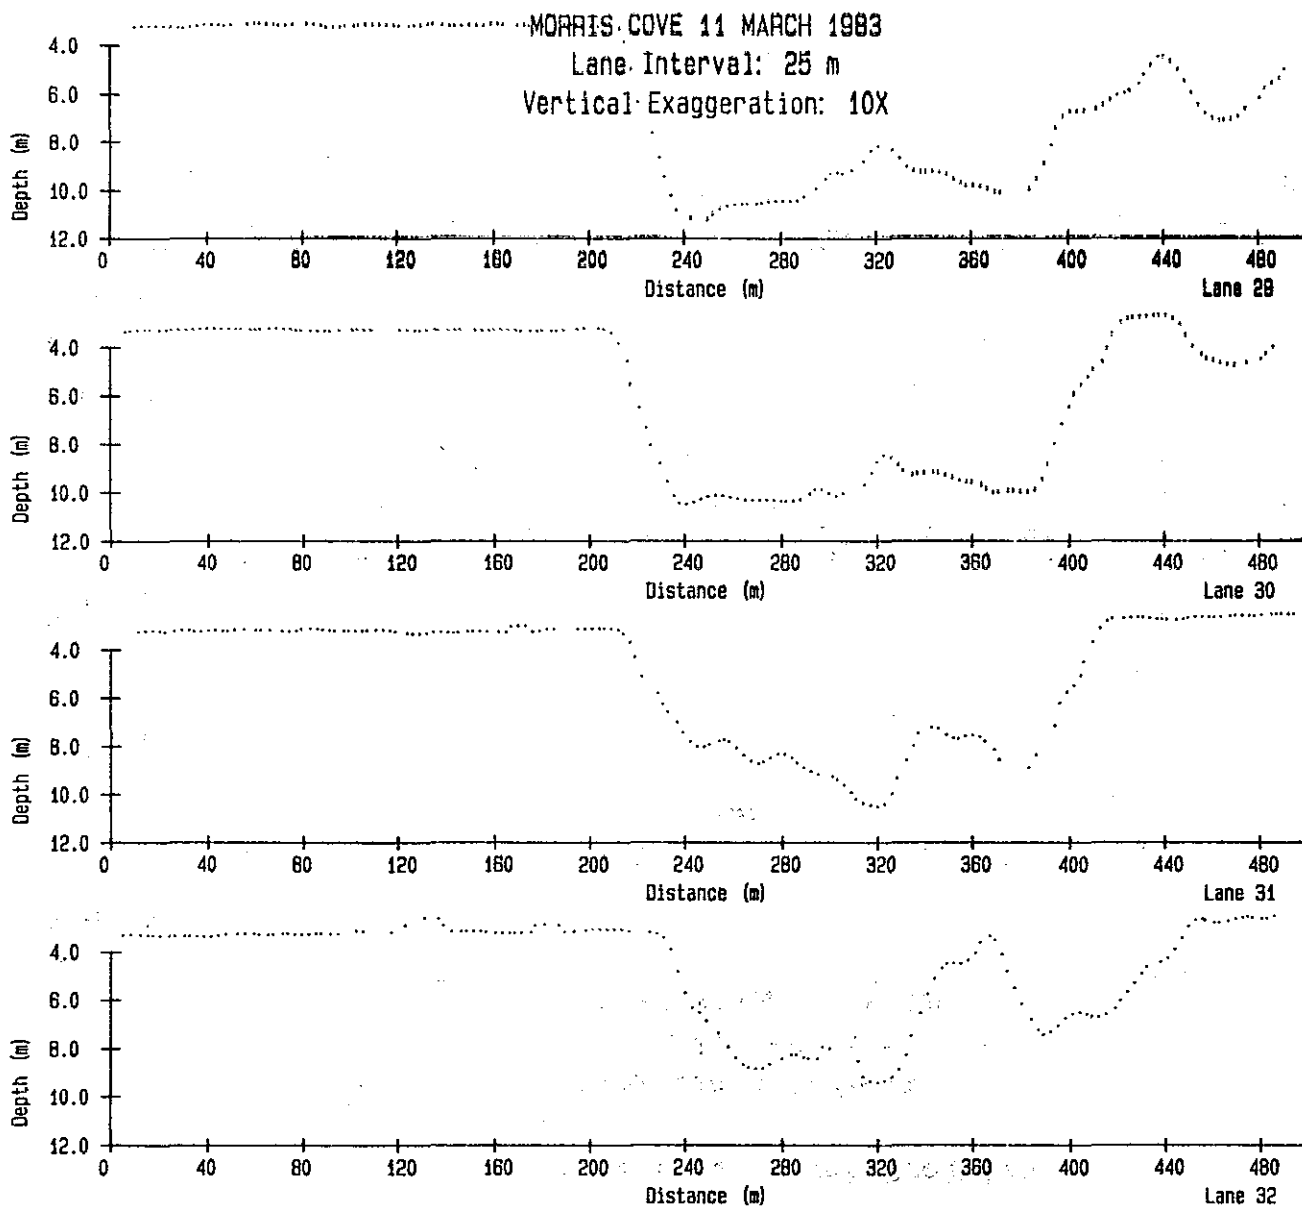 MORRIS COVE 11 MARCH 1983
Lane Interval: 25 m
Vertical Exaggeration: 10X
Depth (m)
4.0
6.0
8.0
10.0
12.0
0 40 80 120 160 200 240 280 320 360 400 440 480
Distance (m)
Lane 29
Depth (m)
4.0
6.0
8.0
10.0
12.0
0 40 80 120 160 200 240 280 320 360 400 440 480
Distance (m)
Lane 30
Depth (m)
4.0
6.0
8.0
10.0
12.0
0 40 80 120 160 200 240 280 320 360 400 440 480
Distance (m)
Lane 31
Depth (m)
4.0
6.0
8.0
10.0
12.0
0 40 80 120 160 200 240 280 320 360 400 440 480
Distance (m)
Lane 32